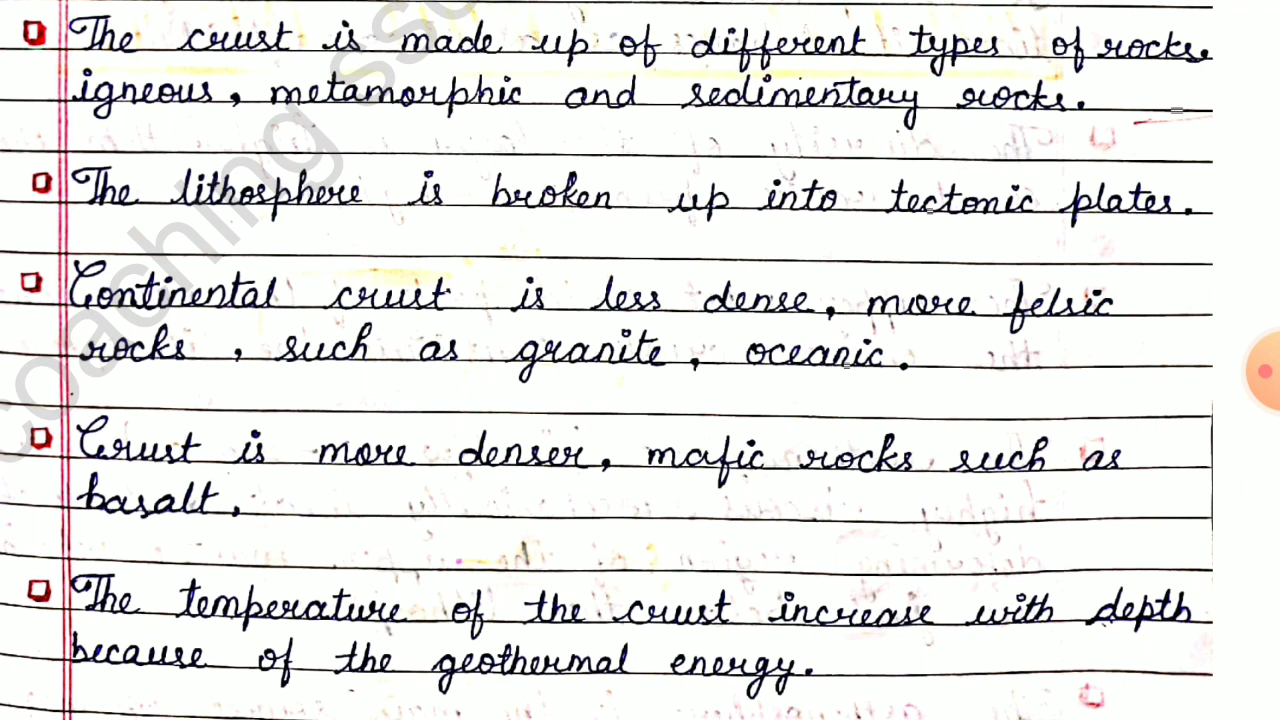 The crust is made up of different types of rocks.
igneous, metamorphic and sedimentary rocks.
The lithosphere is broken up into tectonic plates.
Continental crust is less dense, more felsic
rocks, such as granite, oceanic.
Crust is more denser, mafic rocks such as
basalt.
The temperature of the crust increase with depth
because of the geothermal energy.
coaching